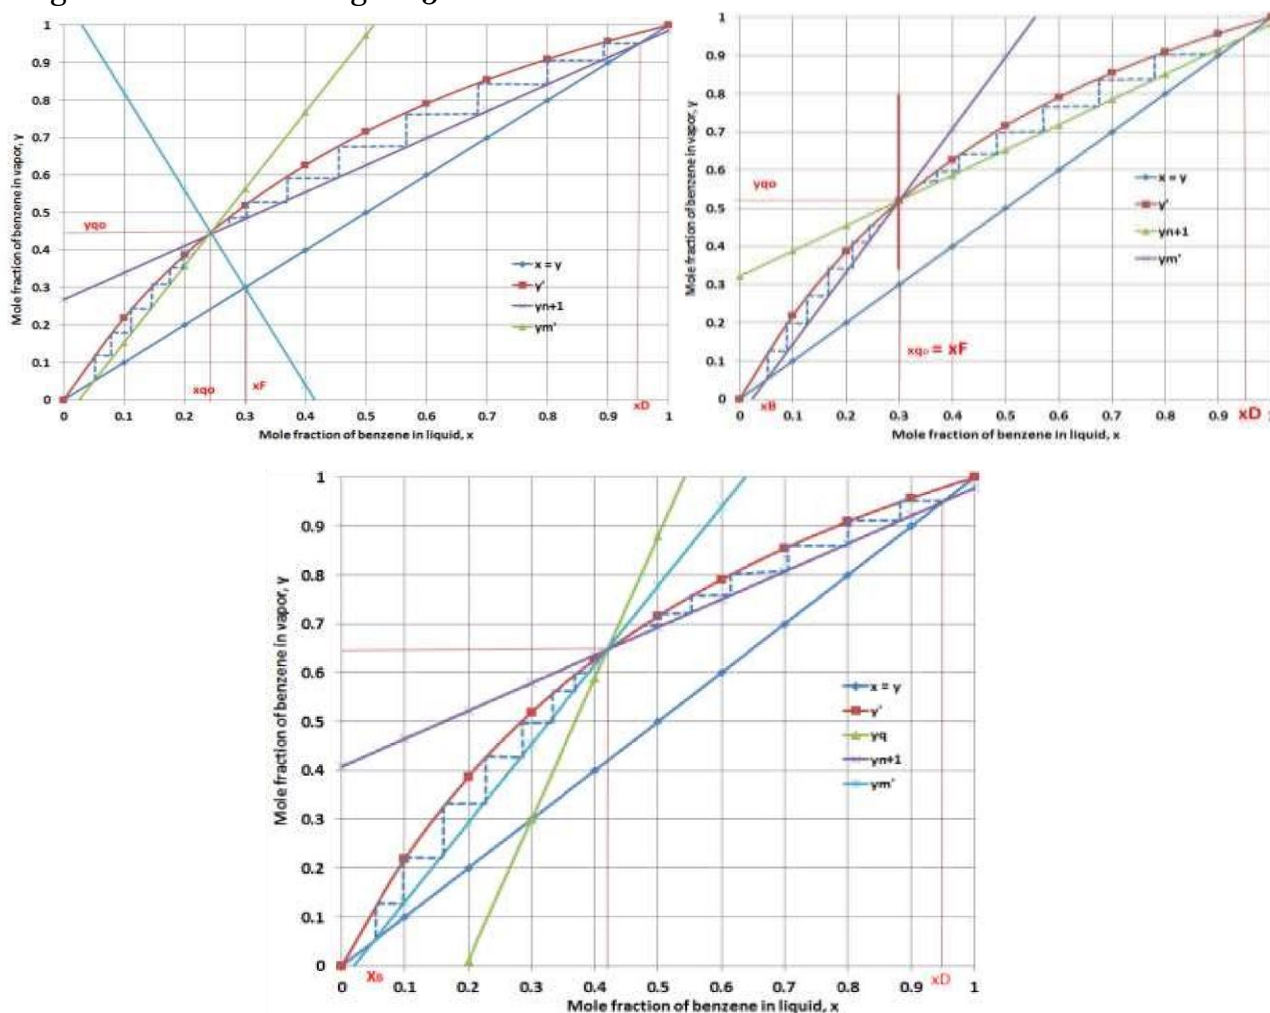 Mole fraction of benzene in vapor, y
1
0.9
0.8
0.7
0.6
0.5
0.4
0.3
0.2
0.1
0
yqo
x = y
y'
yn+1
ym'
xqo
xF
xD
0 0.1 0.2 0.3 0.4 0.5 0.6 0.7 0.8 0.9 1
Mole fraction of benzene in liquid, x
Mole fraction of benzene in vapor, y
1
0.9
0.8
0.7
0.6
0.5
0.4
0.3
0.2
0.1
0
yqo
x = y
y'
yn+1
ym'
xqo = xF
xB
xD
0 0.1 0.2 0.3 0.4 0.5 0.6 0.7 0.8 0.9
Mole fraction of benzene in liquid, x
Mole fraction of benzene in vapor, y
1
0.9
0.8
0.7
0.6
0.5
0.4
0.3
0.2
0.1
0
x = y
y'
yq
yn+1
ym'
XB
xD
0 0.1 0.2 0.3 0.4 0.5 0.6 0.7 0.8 0.9 1
Mole fraction of benzene in liquid, x